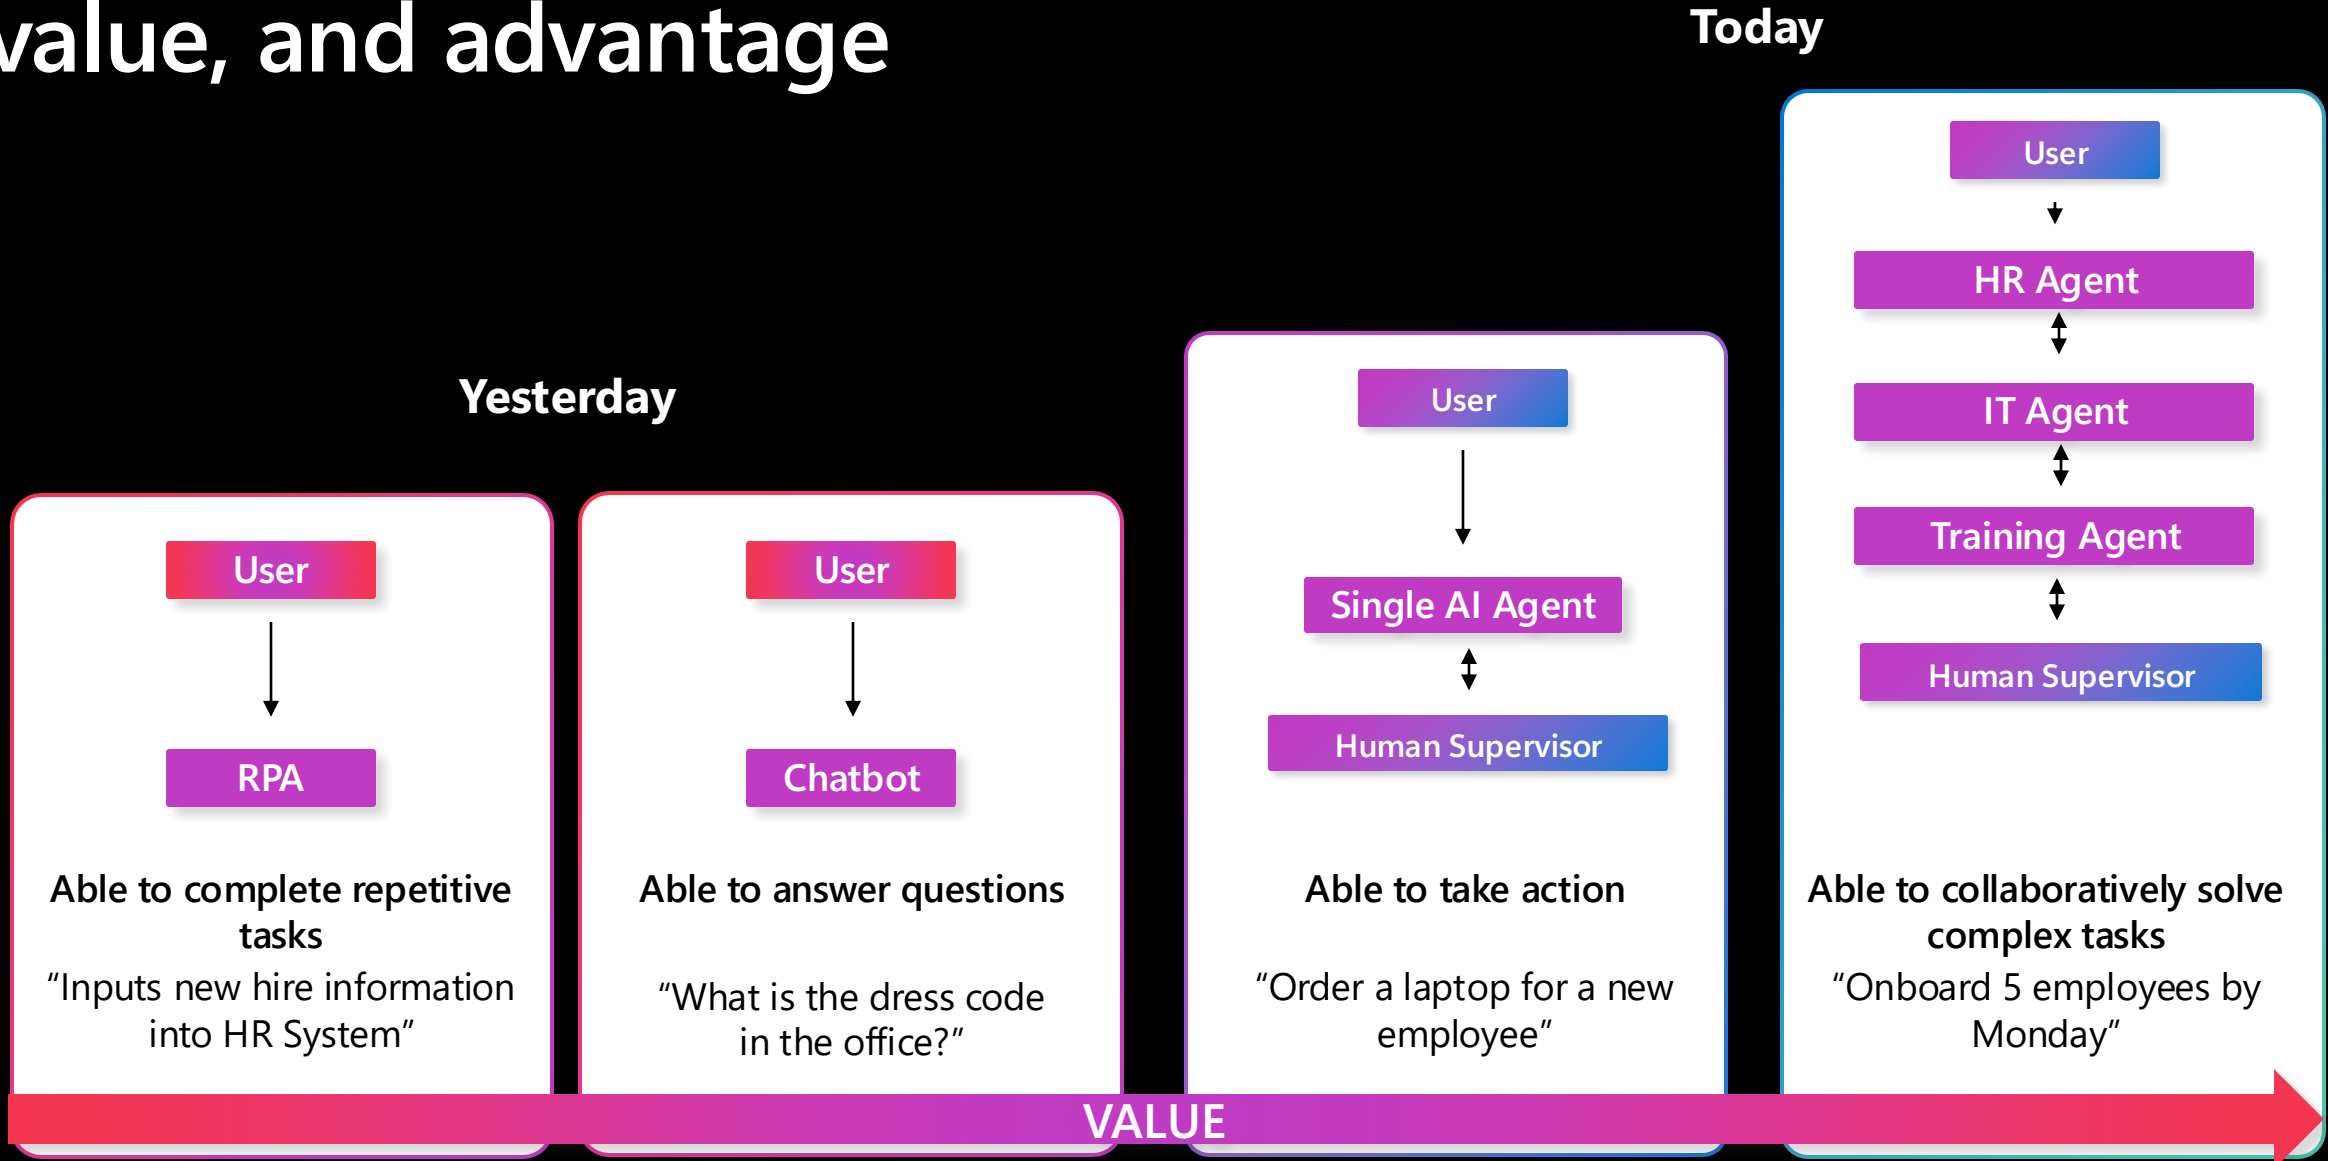 value, and advantage
Yesterday
Today
User
RPA
Able to complete repetitive
tasks
“Inputs new hire information
into HR System”
User
Chatbot
Able to answer questions
“What is the dress code
in the office?”
User
Single AI Agent
Human Supervisor
Able to take action
“Order a laptop for a new
employee”
User
HR Agent
IT Agent
Training Agent
Human Supervisor
Able to collaboratively solve
complex tasks
“Onboard 5 employees by
Monday”
VALUE